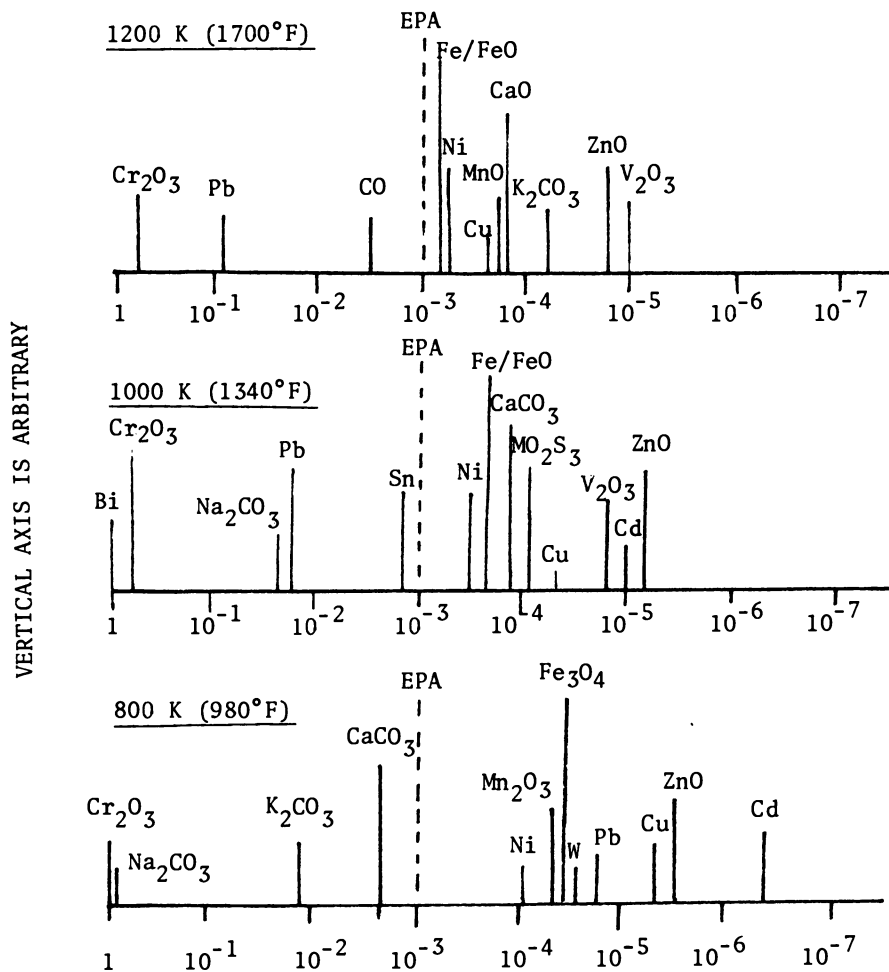 VERTICAL AXIS IS ARBITRARY
1200 K (1700°F)
EPA
Fe/FeO
CaO
Cr₂O₃
Pb
CO
Ni
MnO
Cu
K₂CO₃
ZnO
V₂O₃
1 10⁻¹ 10⁻² 10⁻³ 10⁻⁴ 10⁻⁵ 10⁻⁶ 10⁻⁷
1000 K (1340°F)
EPA
Fe/FeO
CaCO₃
Cr₂O₃
Bi
Na₂CO₃
Pb
Sn
Ni
MO₂S₃
Cu
V₂O₃
Cd
ZnO
1 10⁻¹ 10⁻² 10⁻³ 10⁻⁴ 10⁻⁵ 10⁻⁶ 10⁻⁷
800 K (980°F)
EPA
Fe₃O₄
CaCO₃
Cr₂O₃
Na₂CO₃
K₂CO₃
Mn₂O₃
Ni
W
Pb
Cu
ZnO
Cd
1 10⁻¹ 10⁻² 10⁻³ 10⁻⁴ 10⁻⁵ 10⁻⁶ 10⁻⁷